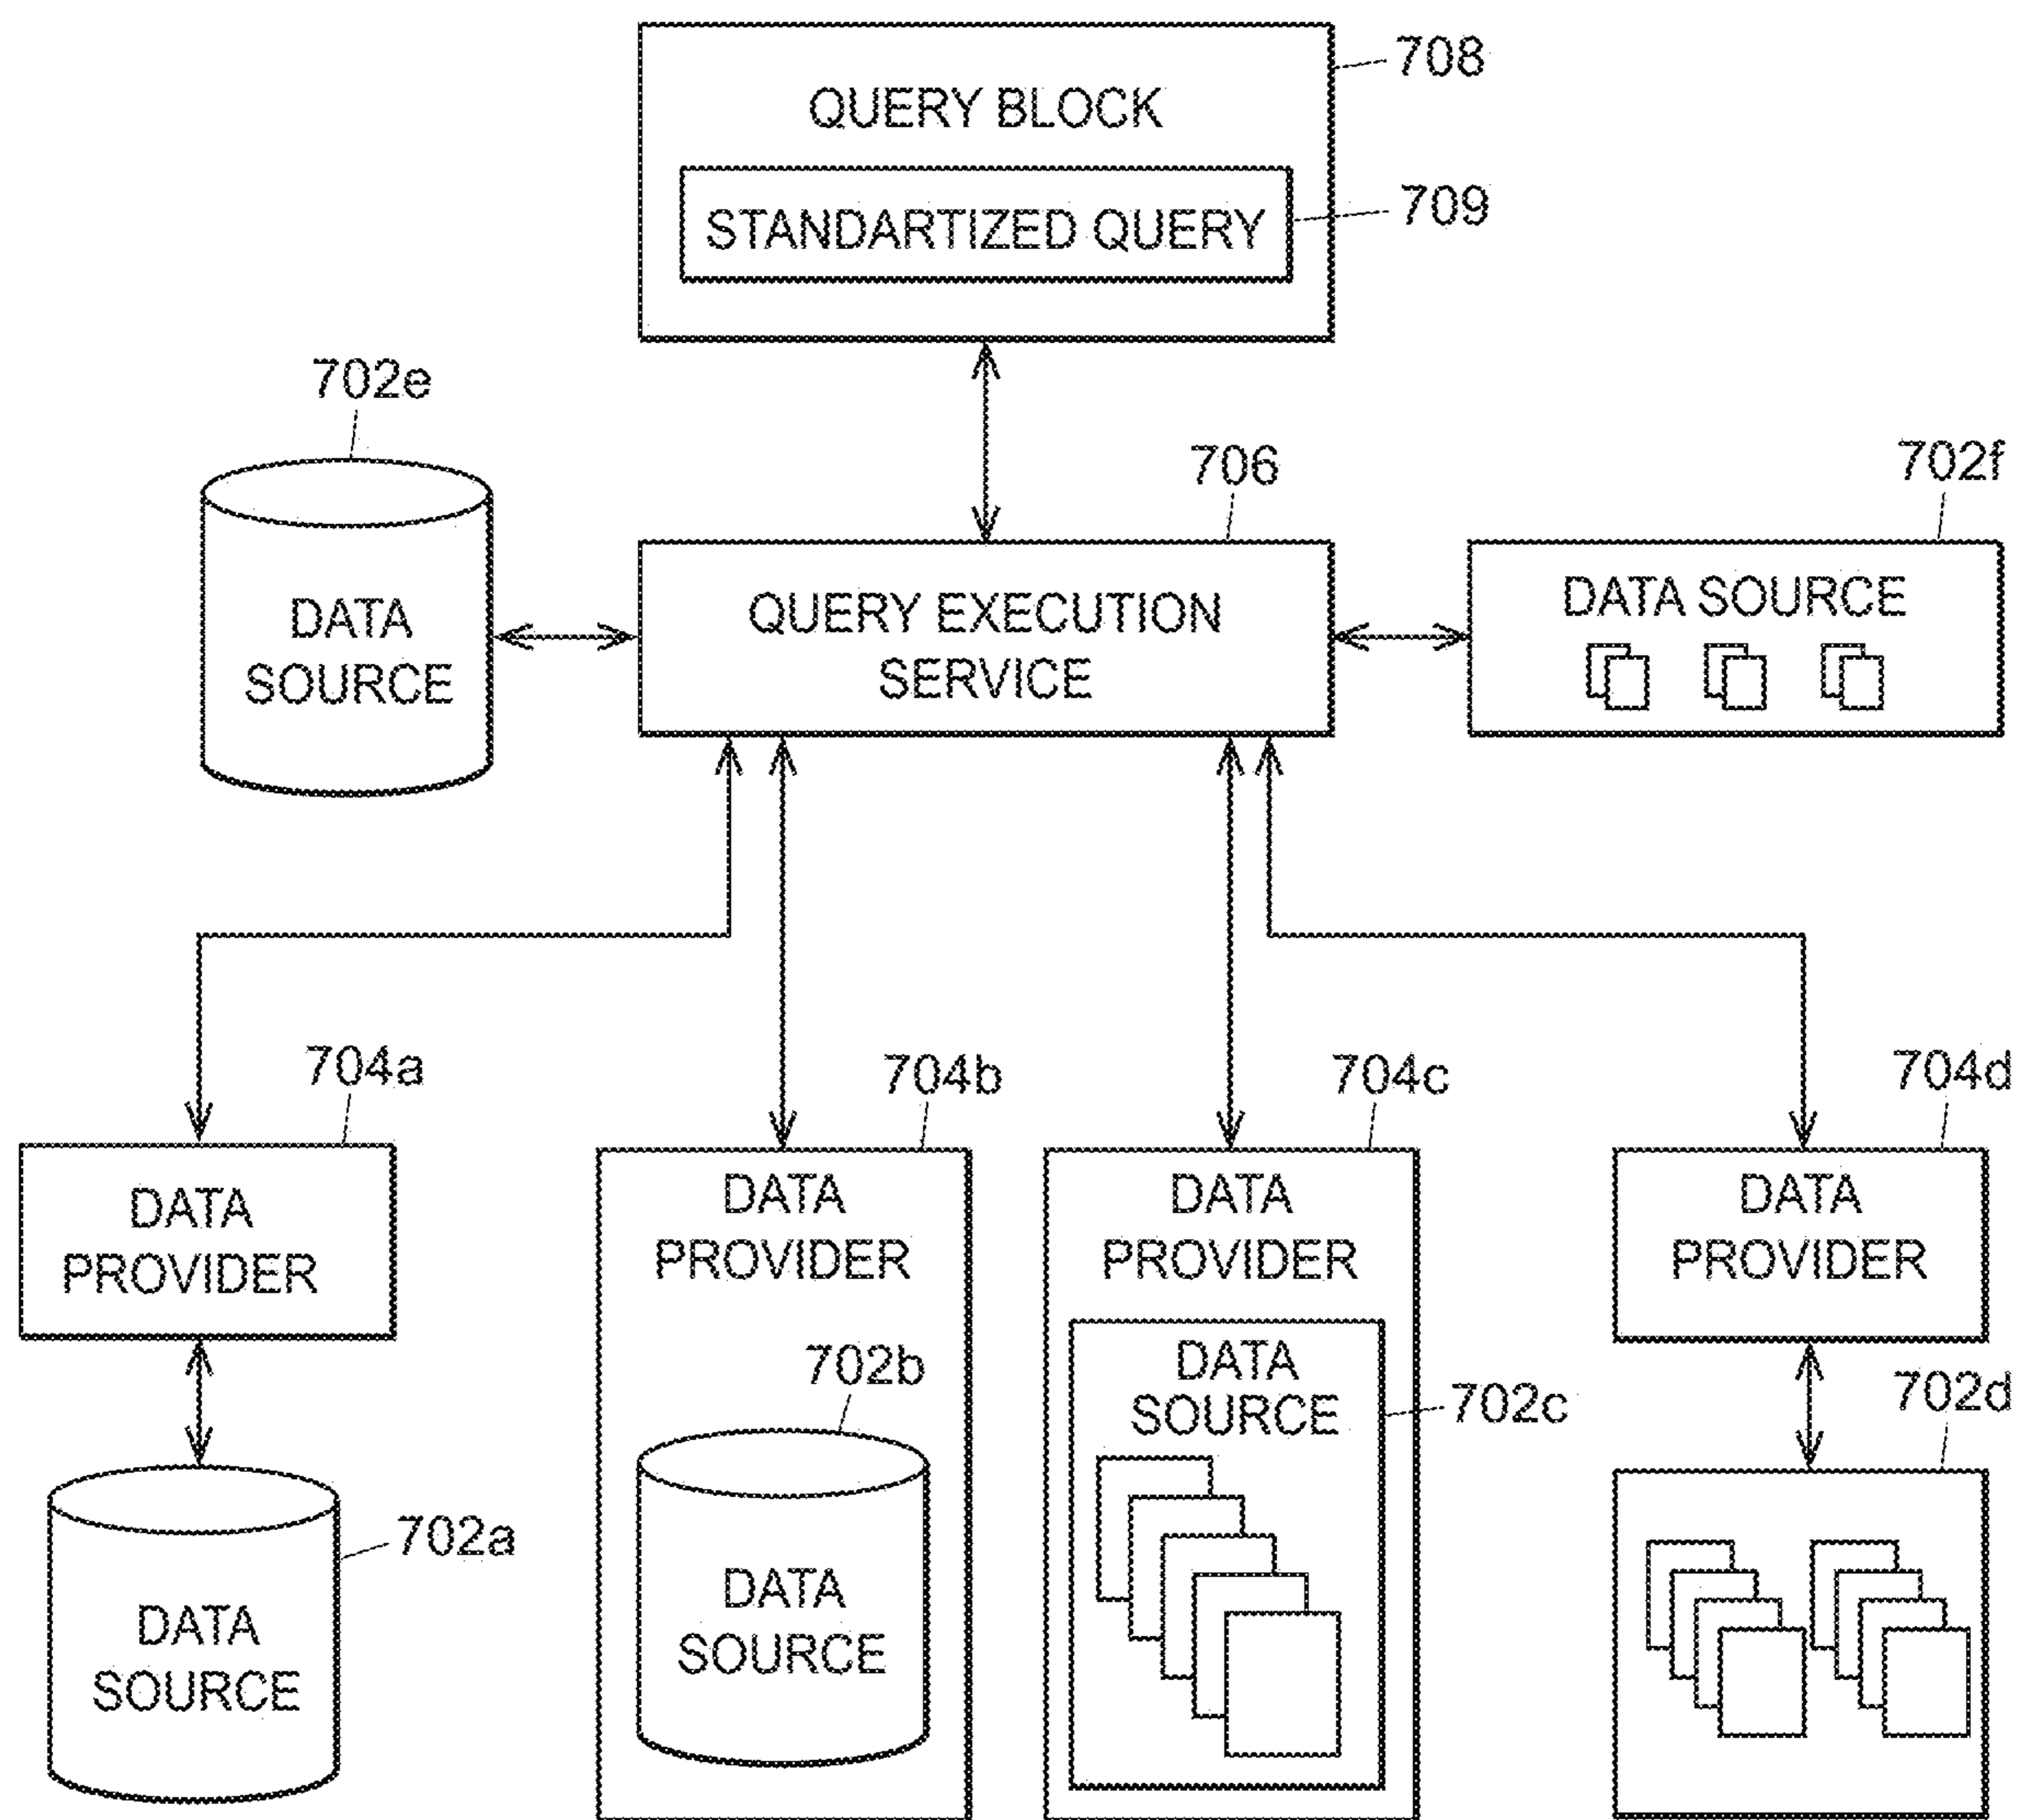 708
QUERY BLOCK
709
STANDARTIZED QUERY
702e
706
702f
DATA
SOURCE
QUERY EXECUTION
SERVICE
DATA SOURCE
704a
704b
704c
704d
DATA
PROVIDER
DATA
PROVIDER
DATA
PROVIDER
DATA
PROVIDER
702b
DATA
SOURCE
702c
702d
702a
DATA
SOURCE
DATA
SOURCE